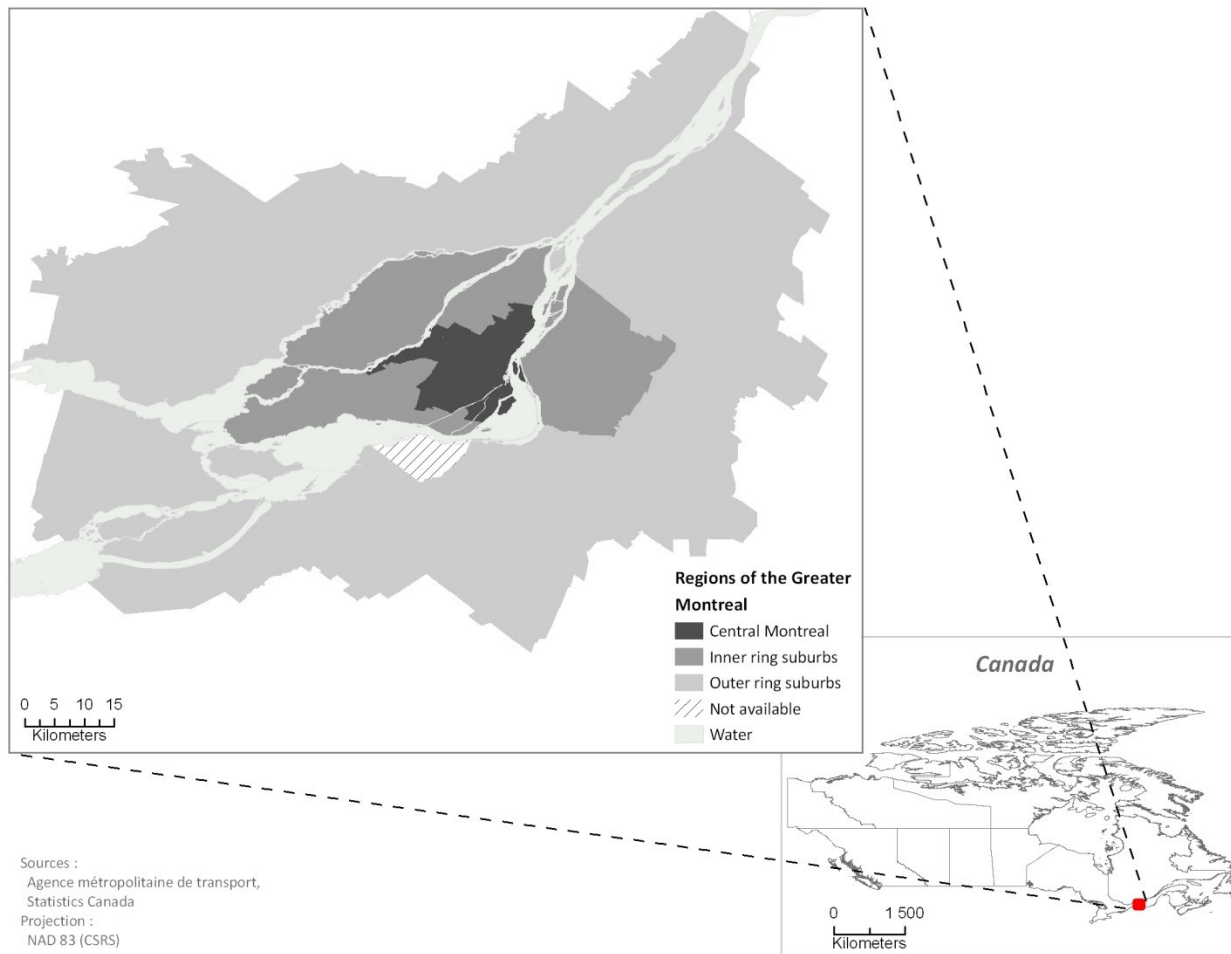 Regions of the Greater
Montreal
Central Montreal
Inner ring suburbs
Outer ring suburbs
Not available
Water
0 5 10 15
Kilometers
Canada
0 1 500
Kilometers
Sources :
Agence métropolitaine de transport,
Statistics Canada
Projection :
NAD 83 (CSRS)